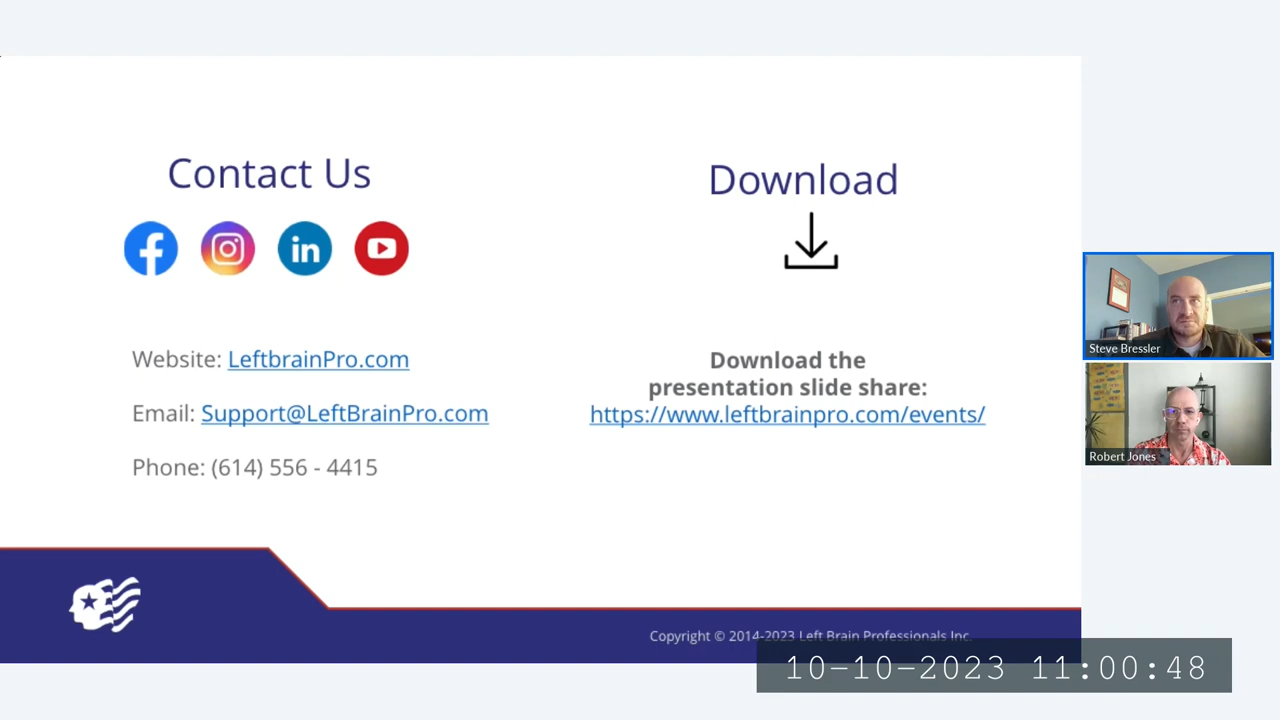 Contact Us
Website: LeftbrainPro.com
Email: Support@LeftBrainPro.com
Phone: (614) 556 - 4415
Download
Download the
presentation slide share:
https://www.leftbrainpro.com/events/
Steve Bressler
Robert Jones
Copyright © 2014-2023 Left Brain Professionals Inc.
10-10-2023 11:00:48